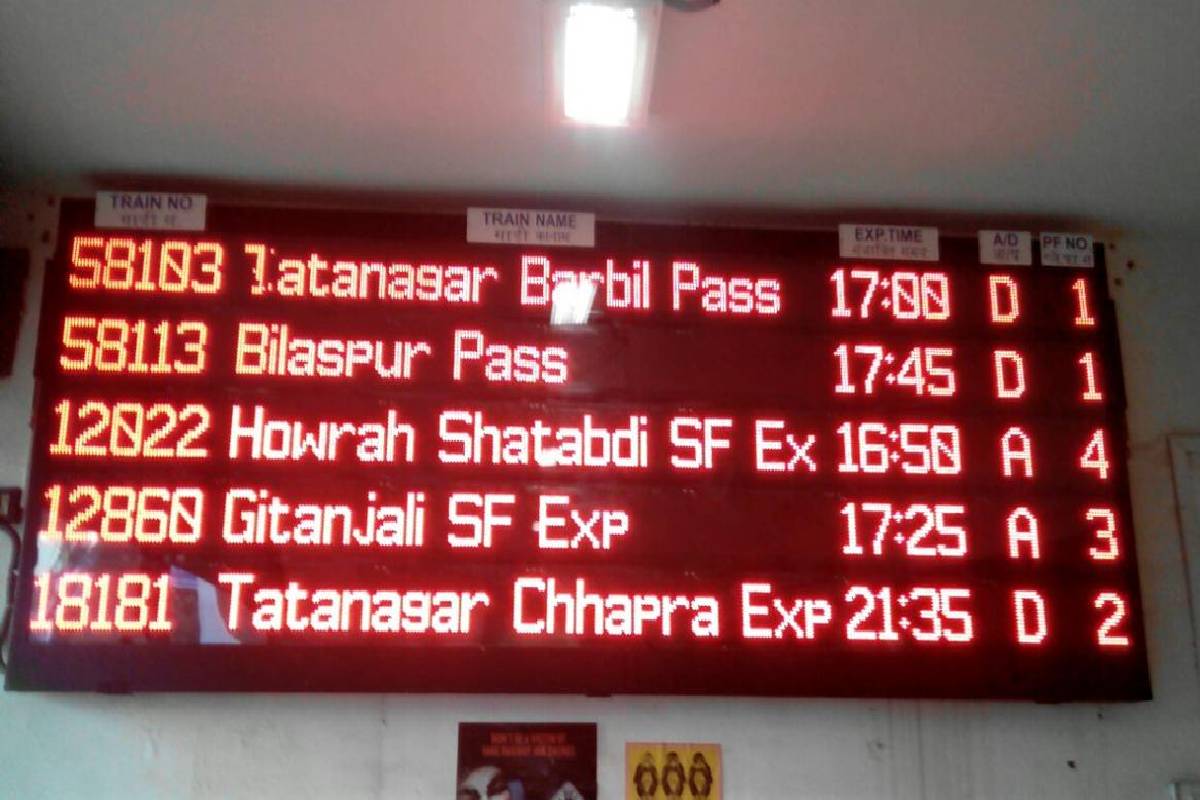 TRAIN NO TRAIN NAME EXP.TIME A/D PF NO
गाड़ी सं
58103 Tatanagar Barbil Pass 17:00 D 1
58113 Bilaspur Pass 17:45 D 1
12022 Howrah Shatabdi SF Ex 16:50 A 4
12860 Gitanjali SF Exp 17:25 A 3
18181 Tatanagar Chhapra Exp 21:35 D 2